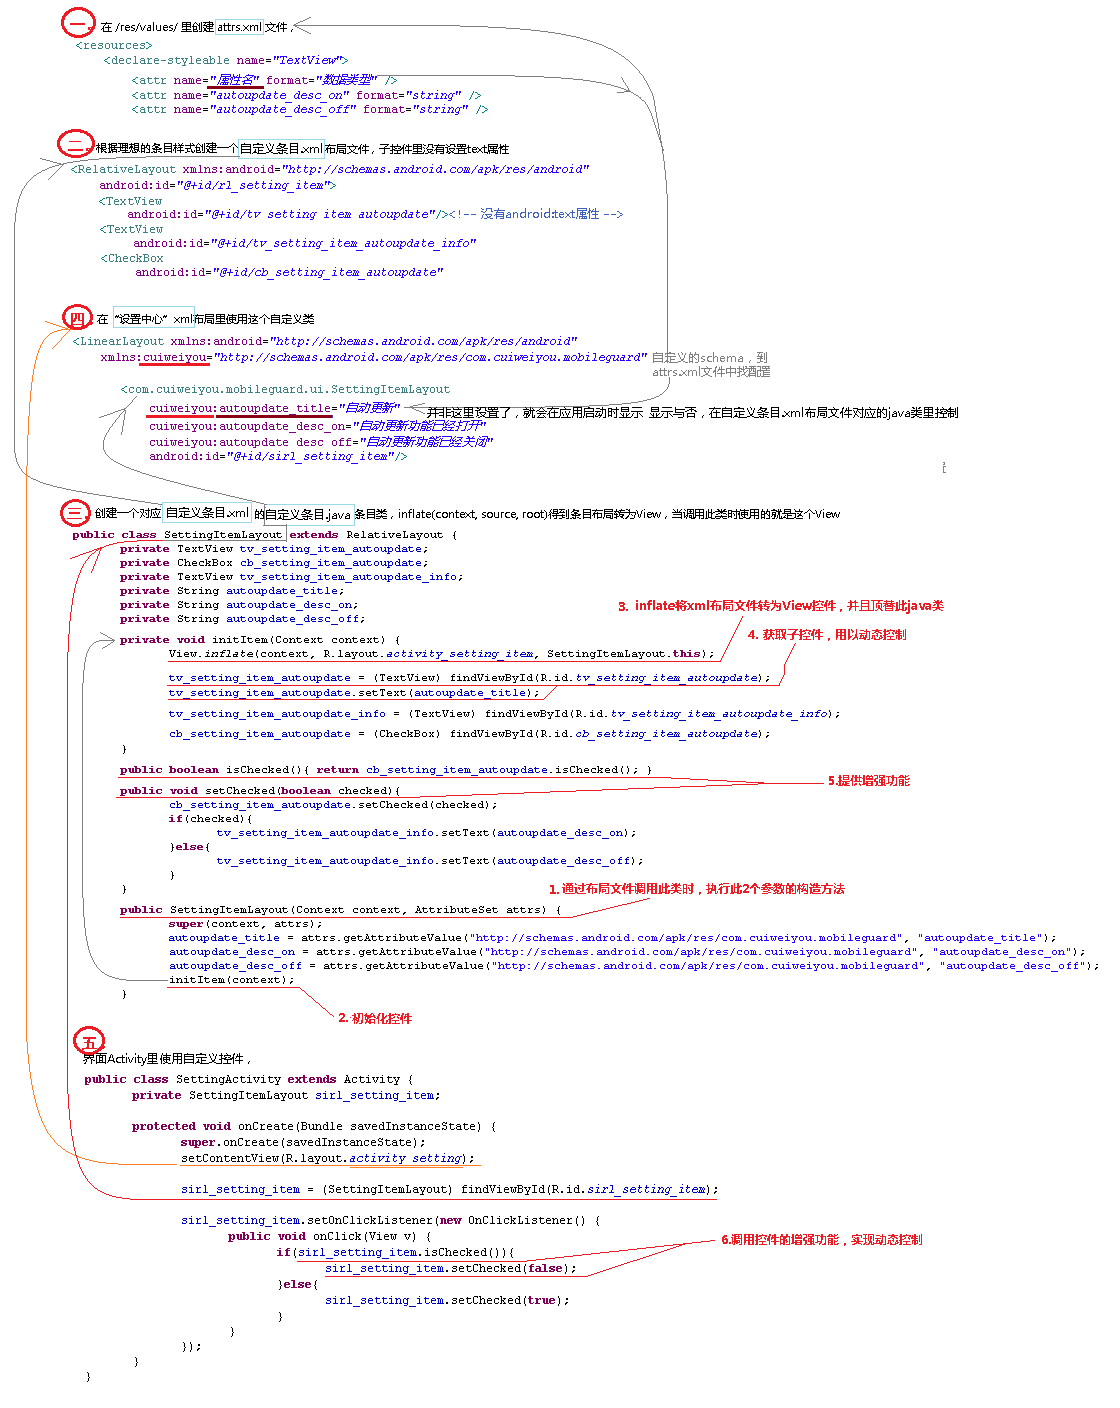 一. 在 /res/values/ 里创建 attrs.xml 文件，
<resources>
<declare-styleable name="TextView">
<attr name="属性名" format="数据类型" />
<attr name="autoupdate_desc_on" format="string" />
<attr name="autoupdate_desc_off" format="string" />
二. 根据理想的条目样式创建一个 自定义条目.xml 布局文件，子控件里没有设置text属性
<RelativeLayout xmlns:android="http://schemas.android.com/apk/res/android"
android:id="@+id/rl_setting_item">
<TextView
android:id="@+id/tv_setting_item_autoupdate"/><!-- 没有android:text属性 -->
<TextView
android:id="@+id/tv_setting_item_autoupdate_info"
<CheckBox
android:id="@+id/cb_setting_item_autoupdate"
四. 在 “设置中心”xml布局里使用这个自定义类
<LinearLayout xmlns:android="http://schemas.android.com/apk/res/android"
xmlns:cuiweiyou="http://schemas.android.com/apk/res/com.cuiweiyou.mobileguard" 自定义的schema，到
attrs.xml文件中找配置
<com.cuiweiyou.mobileguard.ui.SettingItemLayout
cuiweiyou:autoupdate_title="自动更新" 并非这里设置了，就会在应用启动时显示 显示与否，在自定义条目.xml布局文件对应的java类里控制
cuiweiyou:autoupdate_desc_on="自动更新功能已经打开"
cuiweiyou:autoupdate_desc_off="自动更新功能已经关闭"
android:id="@+id/sirl_setting_item"/>
三. 创建一个对应 自定义条目.xml 的 自定义条目.java 条目类，inflate(context, source, root)得到条目布局转为View，当调用此类时使用的就是这个View
public class SettingItemLayout extends RelativeLayout {
private TextView tv_setting_item_autoupdate;
private CheckBox cb_setting_item_autoupdate;
private TextView tv_setting_item_autoupdate_info;
private String autoupdate_title;
private String autoupdate_desc_on;
private String autoupdate_desc_off;
3. inflate将xml布局文件转为View控件，并且顶替此java类
4. 获取子控件，用以动态控制
private void initItem(Context context) {
View.inflate(context, R.layout.activity_setting_item, SettingItemLayout.this);
tv_setting_item_autoupdate = (TextView) findViewById(R.id.tv_setting_item_autoupdate);
tv_setting_item_autoupdate.setText(autoupdate_title);
tv_setting_item_autoupdate_info = (TextView) findViewById(R.id.tv_setting_item_autoupdate_info);
cb_setting_item_autoupdate = (CheckBox) findViewById(R.id.cb_setting_item_autoupdate);
}
public boolean isChecked(){ return cb_setting_item_autoupdate.isChecked(); }
5.提供增强功能
public void setChecked(boolean checked){
cb_setting_item_autoupdate.setChecked(checked);
if(checked){
tv_setting_item_autoupdate_info.setText(autoupdate_desc_on);
}else{
tv_setting_item_autoupdate_info.setText(autoupdate_desc_off);
}
}
1. 通过布局文件调用此类时，执行此2个参数的构造方法
public SettingItemLayout(Context context, AttributeSet attrs) {
super(context, attrs);
autoupdate_title = attrs.getAttributeValue("http://schemas.android.com/apk/res/com.cuiweiyou.mobileguard", "autoupdate_title");
autoupdate_desc_on = attrs.getAttributeValue("http://schemas.android.com/apk/res/com.cuiweiyou.mobileguard", "autoupdate_desc_on");
autoupdate_desc_off = attrs.getAttributeValue("http://schemas.android.com/apk/res/com.cuiweiyou.mobileguard", "autoupdate_desc_off");
initItem(context);
}
2. 初始化控件
五.
界面Activity里使用自定义控件，
public class SettingActivity extends Activity {
private SettingItemLayout sirl_setting_item;
protected void onCreate(Bundle savedInstanceState) {
super.onCreate(savedInstanceState);
setContentView(R.layout.activity_setting);
sirl_setting_item = (SettingItemLayout) findViewById(R.id.sirl_setting_item);
sirl_setting_item.setOnClickListener(new OnClickListener() {
public void onClick(View v) {
if(sirl_setting_item.isChecked()){
6.调用控件的增强功能，实现动态控制
sirl_setting_item.setChecked(false);
}else{
sirl_setting_item.setChecked(true);
}
}
});
}
}